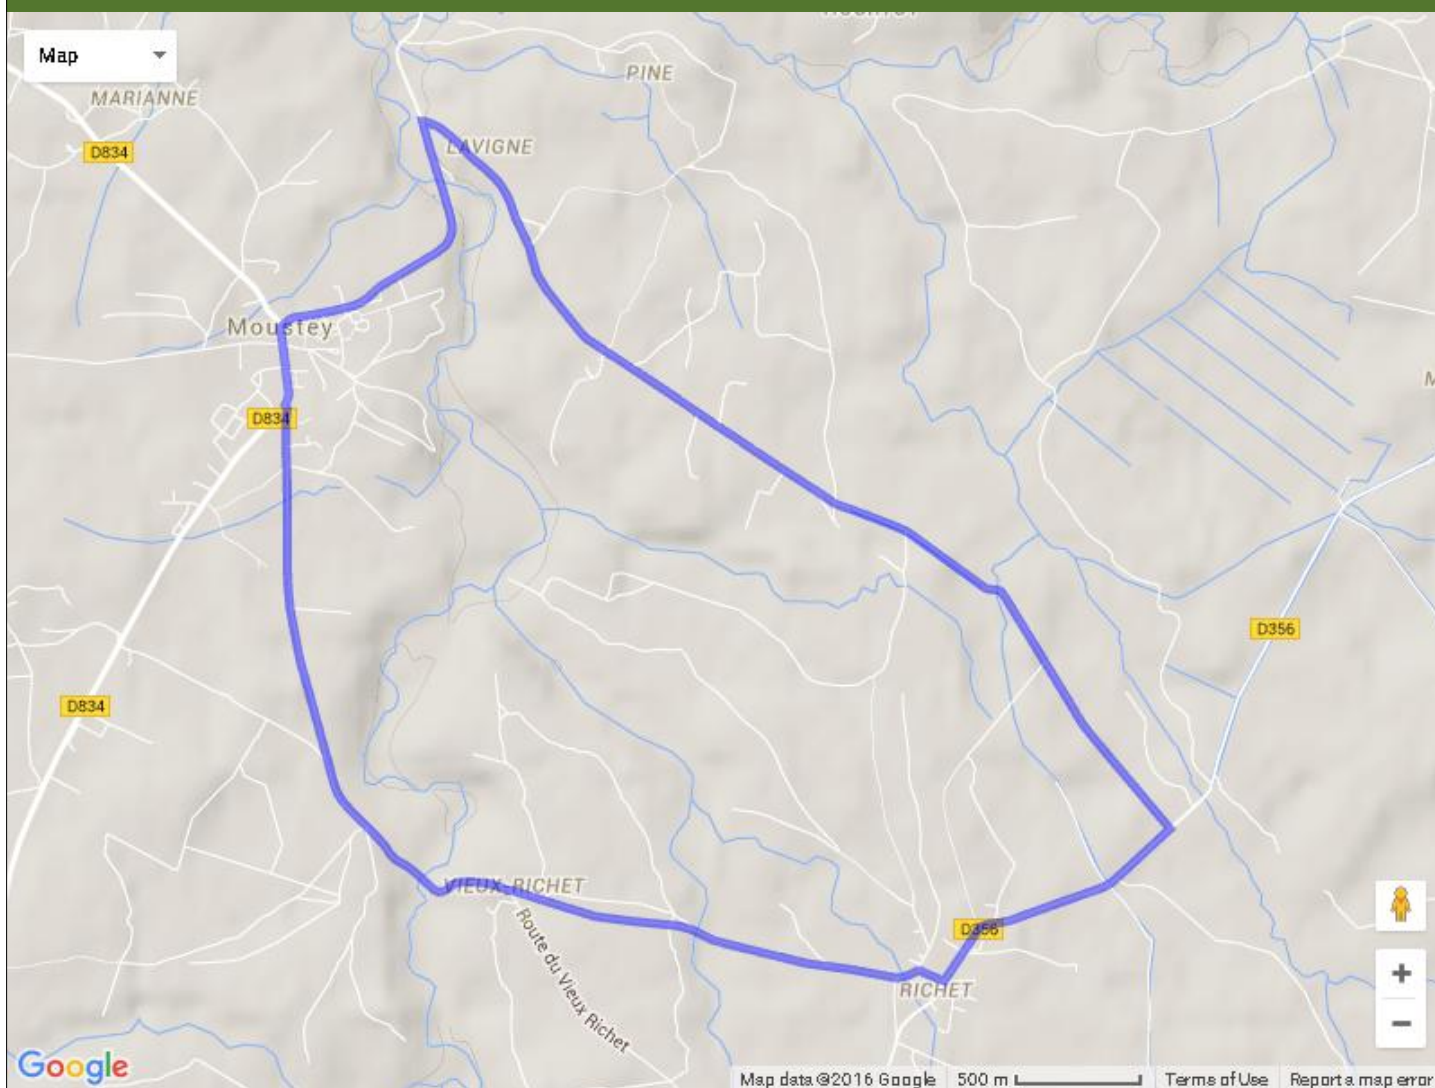 Map
PINE
MARIANNE
D834
LAVIGNE
Moustey
D834
D356
D834
VIEUX-RICHET
Route du Vieux Richet
D356
RICHET
Google
Map data ©2016 Google
500 m
Terms of Use
Report a map error